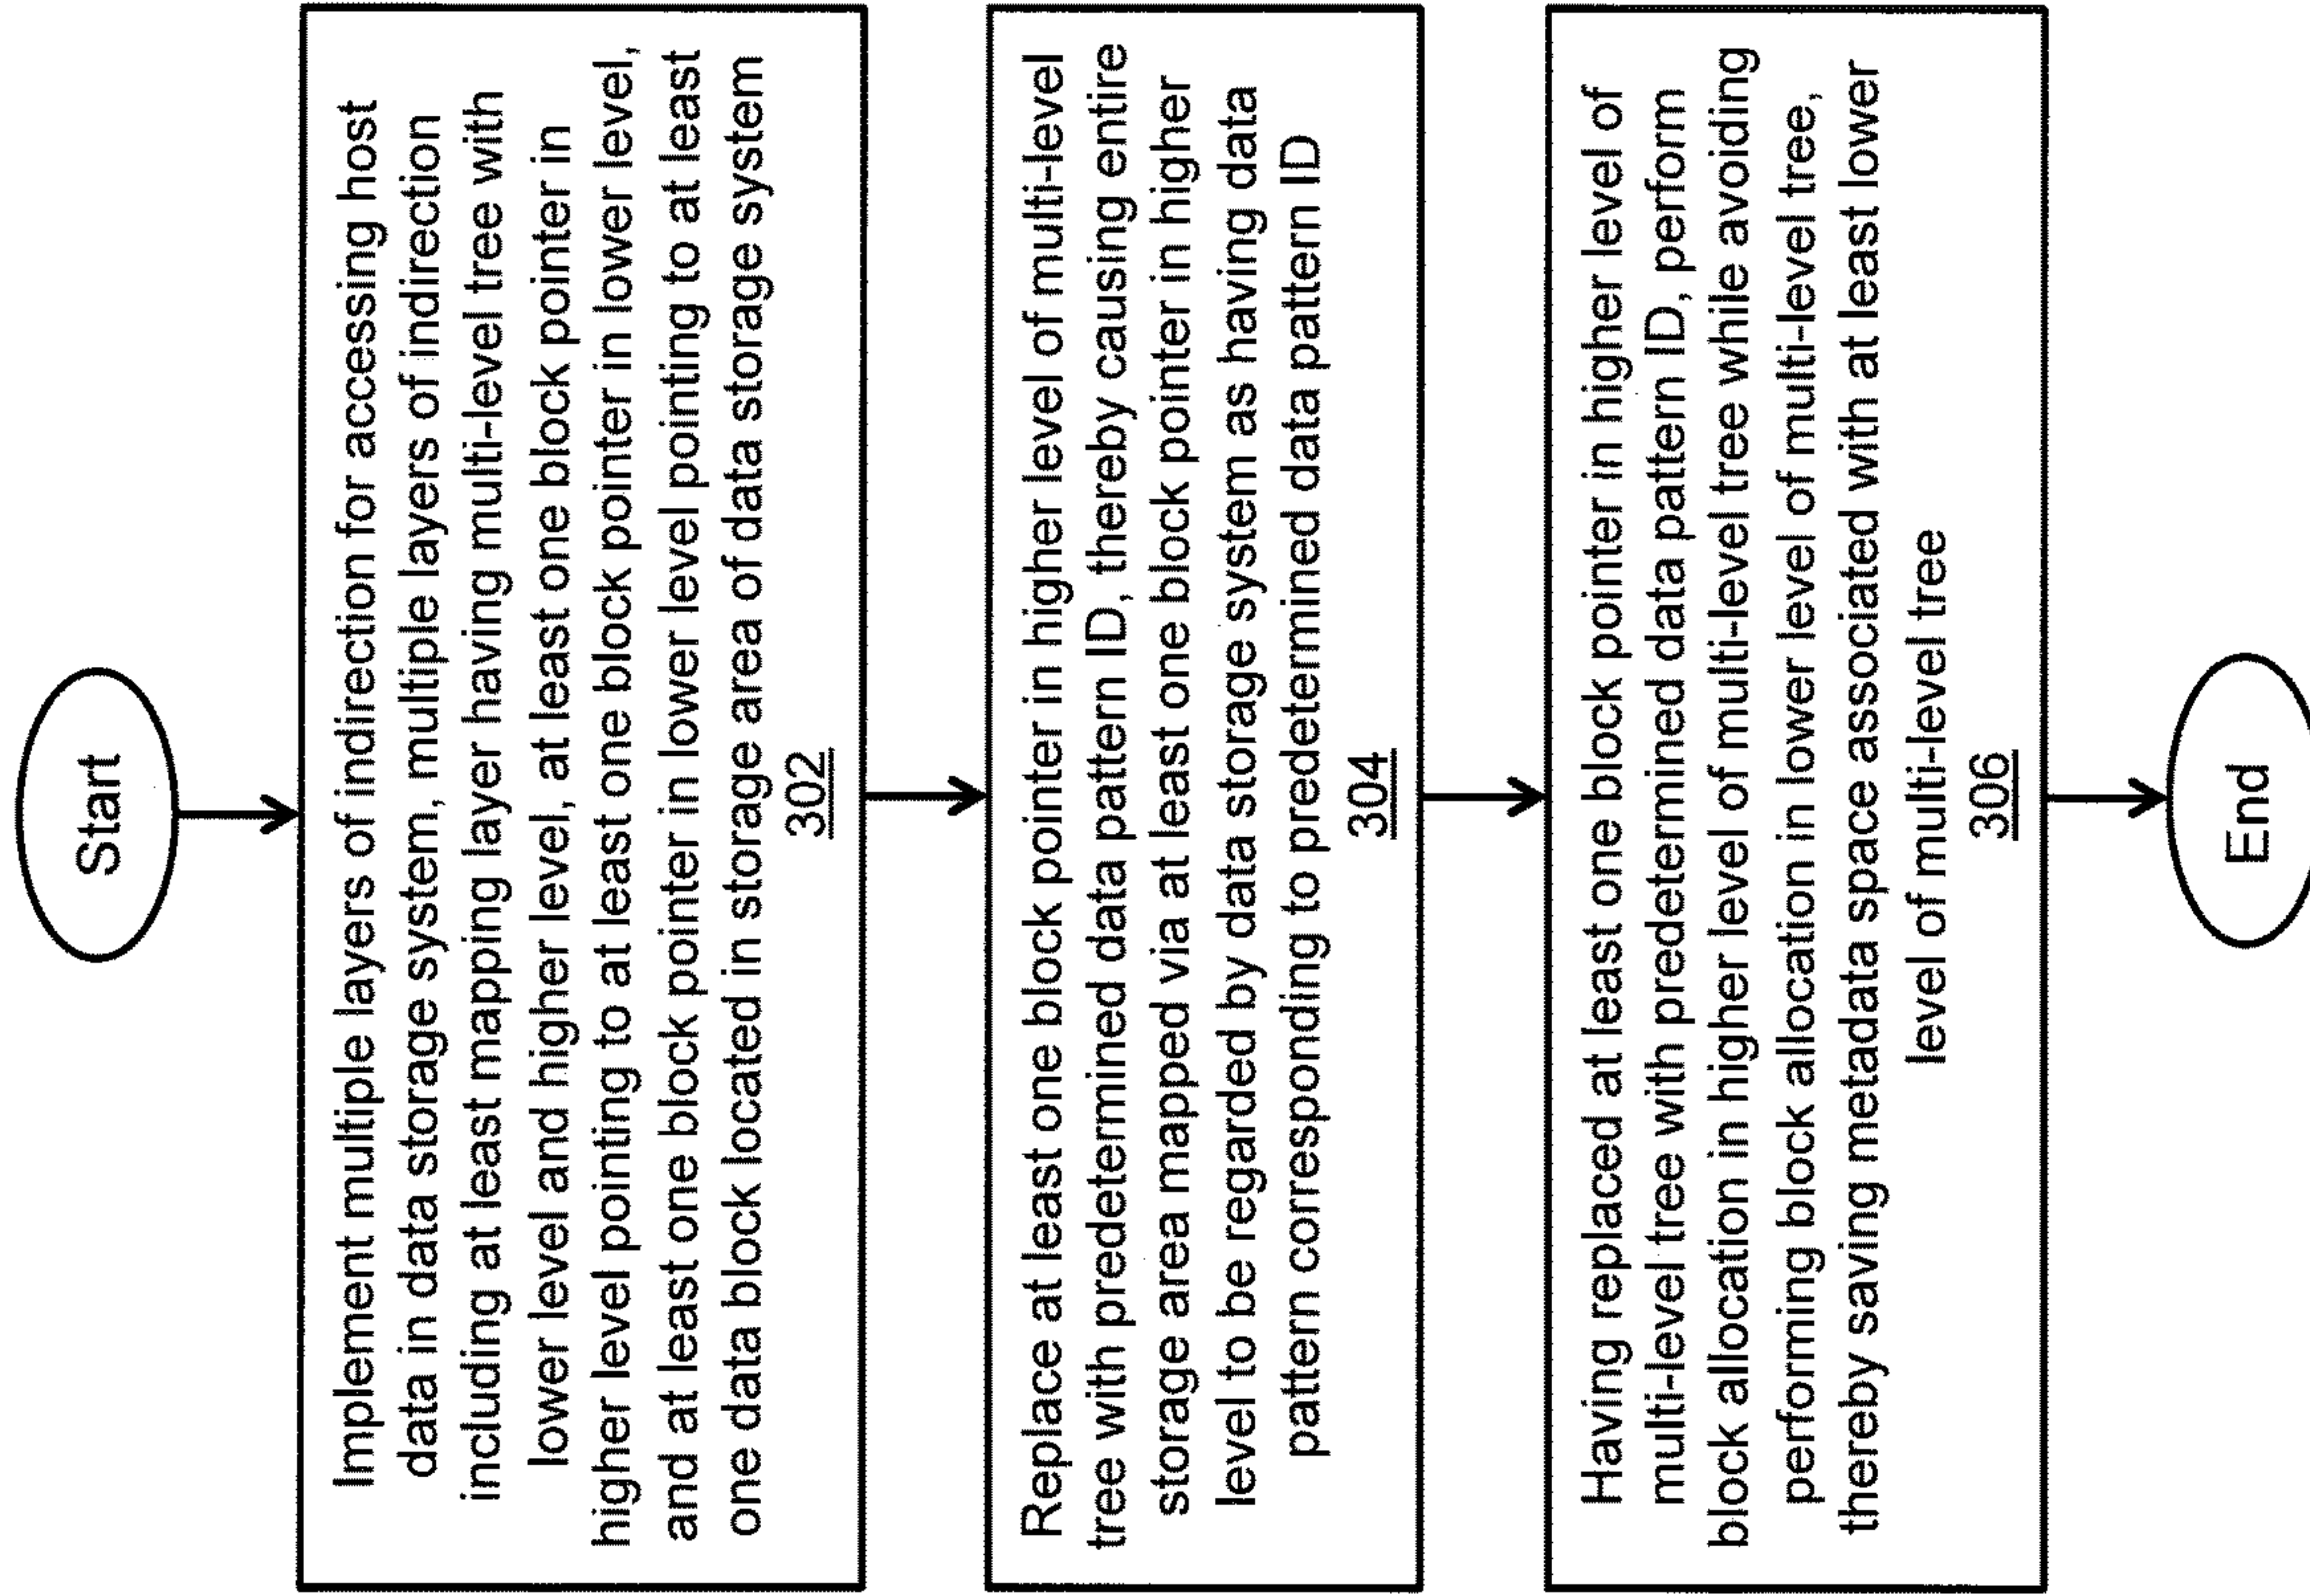 Start
Implement multiple layers of indirection for accessing host
data in data storage system, multiple layers of indirection
including at least mapping layer having multi-level tree with
lower level and higher level, at least one block pointer in
higher level pointing to at least one block pointer in lower level,
and at least one block pointer in lower level pointing to at least
one data block located in storage area of data storage system
302
Replace at least one block pointer in higher level of multi-level
tree with predetermined data pattern ID, thereby causing entire
storage area mapped via at least one block pointer in higher
level to be regarded by data storage system as having data
pattern corresponding to predetermined data pattern ID
304
Having replaced at least one block pointer in higher level of
multi-level tree with predetermined data pattern ID, perform
block allocation in higher level of multi-level tree while avoiding
performing block allocation in lower level of multi-level tree,
thereby saving metadata space associated with at least lower
level of multi-level tree
306
End